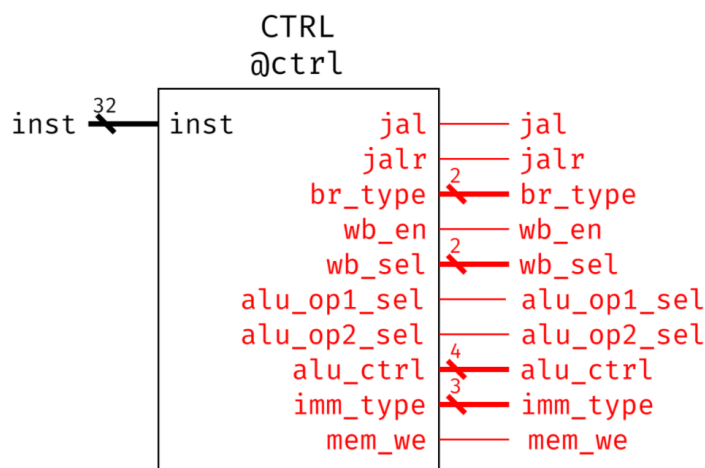 CTRL
@ctrl
inst 32 inst jal jal
jalr jalr
br_type 2 br_type
wb_en wb_en
wb_sel 2 wb_sel
alu_op1_sel alu_op1_sel
alu_op2_sel alu_op2_sel
alu_ctrl 4 alu_ctrl
imm_type 3 imm_type
mem_we mem_we